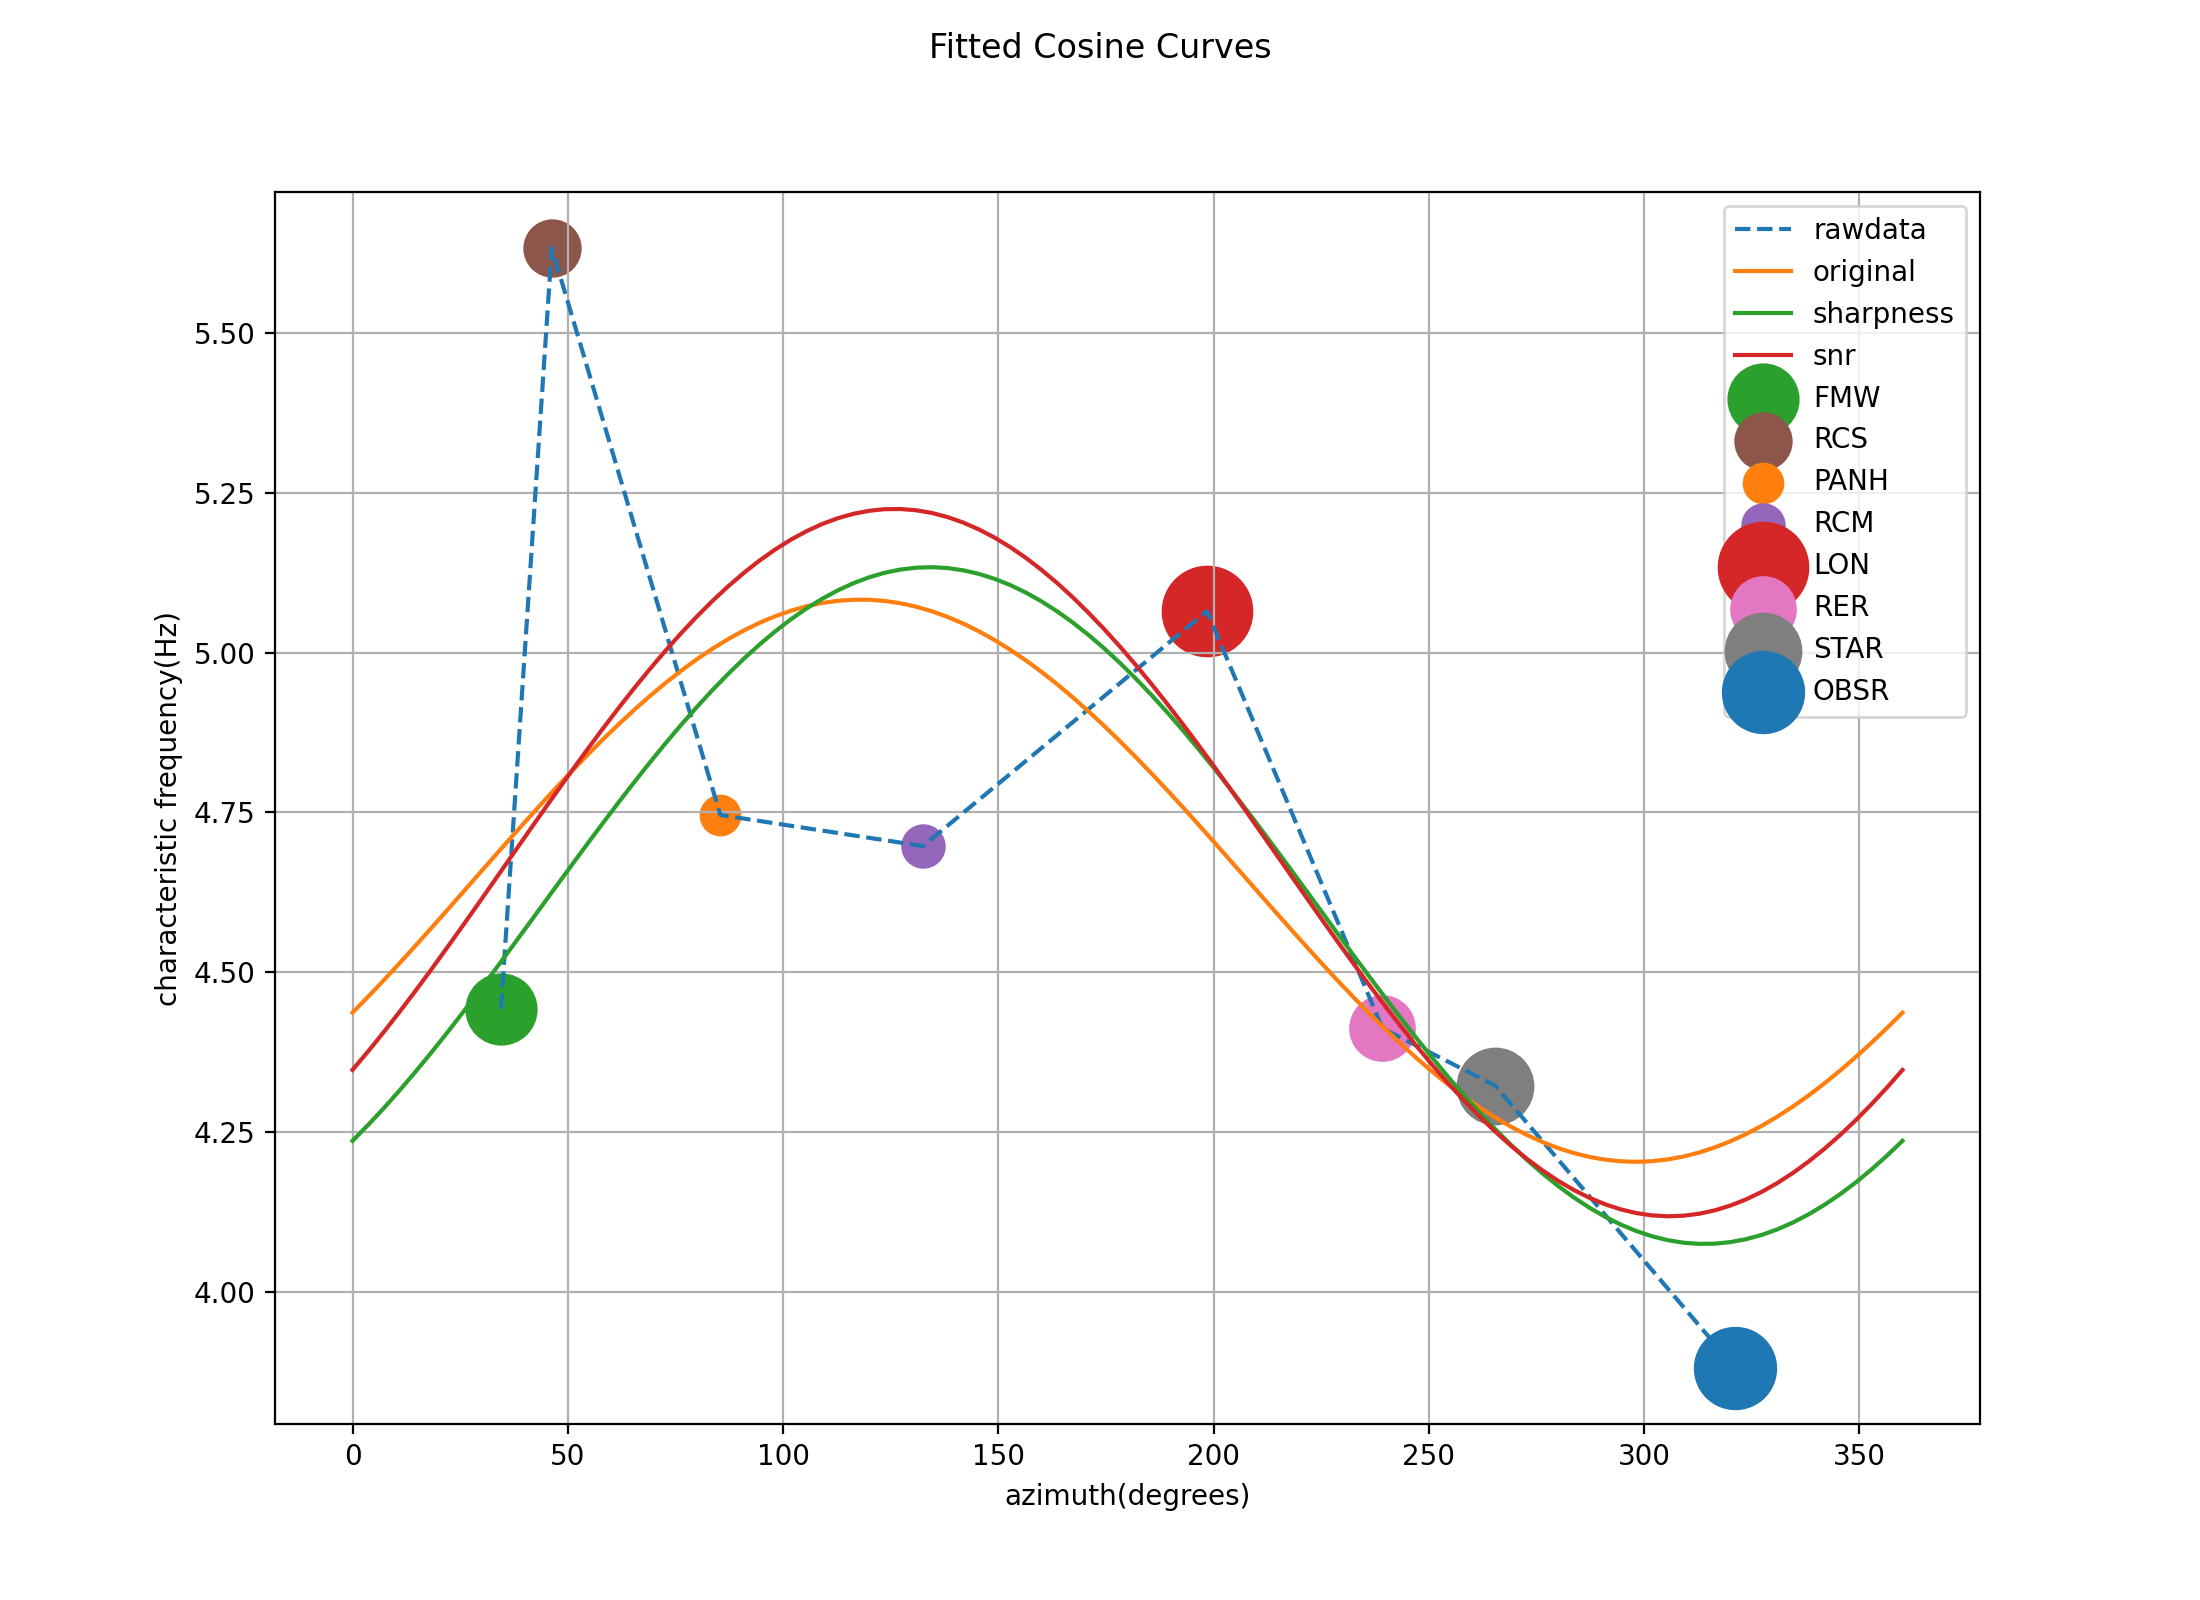 Fitted Cosine Curves
rawdata
original
sharpness
snr
FMW
RCS
PANH
RCM
LON
RER
STAR
OBSR
characteristic frequency(Hz)
5.50
5.25
5.00
4.75
4.50
4.25
4.00
0 50 100 150 200 250 300 350
azimuth(degrees)